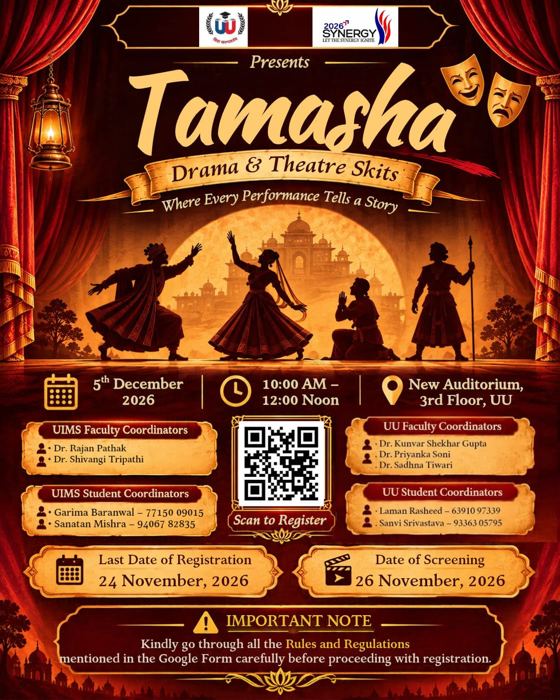 UU
2026
SYNERGY
LET THE SYNERGY IGNITE
Presents
Tamasha
Drama & Theatre Skits
Where Every Performance Tells a Story
5th December
2026
10:00 AM –
12:00 Noon
New Auditorium,
3rd Floor, UU
UIMS Faculty Coordinators
• Dr. Rajan Pathak
• Dr. Shivangi Tripathi
UIMS Student Coordinators
• Garima Baranwal – 77150 09015
• Sanatan Mishra – 94067 82835
Scan to Register
UU Faculty Coordinators
• Dr. Kunvar Shekhar Gupta
• Dr. Priyanka Soni
. Dr. Sadhna Tiwari
UU Student Coordinators
• Laman Rasheed – 63910 97339
. Sanvi Srivastava – 93363 05795
Last Date of Registration
24 November, 2026
Date of Screening
26 November, 2026
IMPORTANT NOTE
Kindly go through all the Rules and Regulations
mentioned in the Google Form carefully before proceeding with registration.